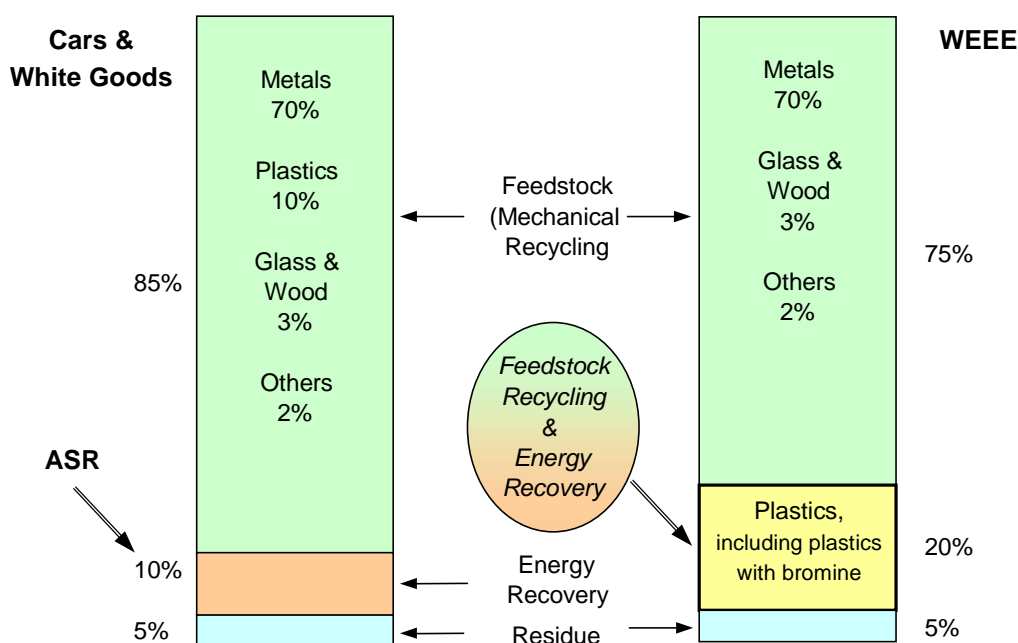 Cars &
White Goods
WEEE
Metals
70%
Plastics
10%
Glass &
Wood
3%
Others
2%
85%
ASR
10%
5%
Feedstock
(Mechanical
Recycling
Feedstock
Recycling
&
Energy
Recovery
Energy
Recovery
Residue
Metals
70%
Glass &
Wood
3%
Others
2%
75%
Plastics,
including plastics
with bromine
20%
5%